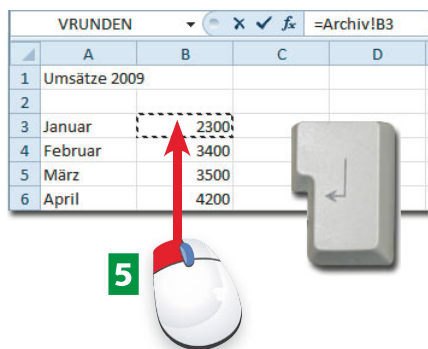 VRUNDEN fx =Archiv!B3
A B C D
1 Umsätze 2009
2
3 Januar 2300
4 Februar 3400
5 März 3500
6 April 4200
5